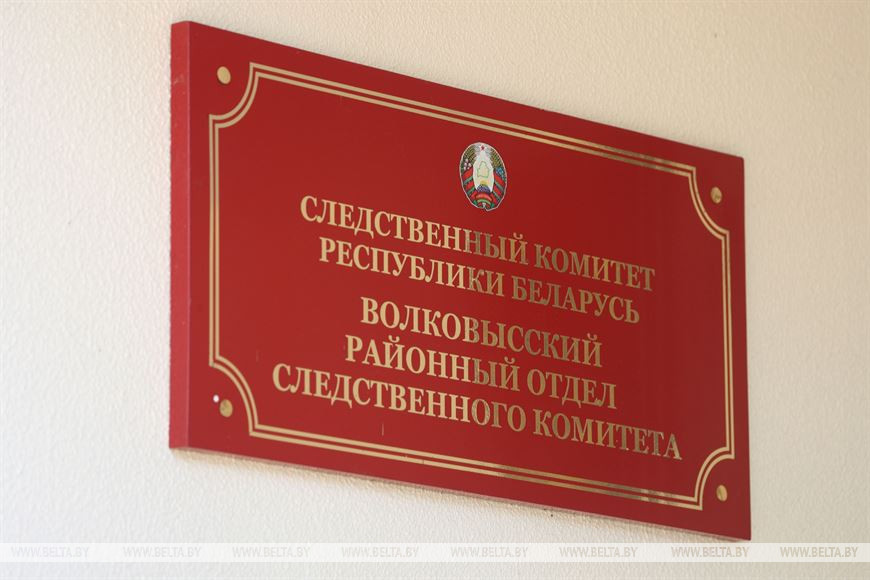 СЛЕДСТВЕННЫЙ КОМИТЕТ
РЕСПУБЛИКИ БЕЛАРУСЬ
ВОЛКОВЫССКИЙ
РАЙОННЫЙ ОТДЕЛ
СЛЕДСТВЕННОГО КОМИТЕТА
WWW.BELTA.BY WWW.BELTA.BY WWW.BELTA.BY WWW.BELTA.BY WWW.BELTA.BY WWW.BELTA.BY WWW.BELTA.BY WWW.BELTA.BY